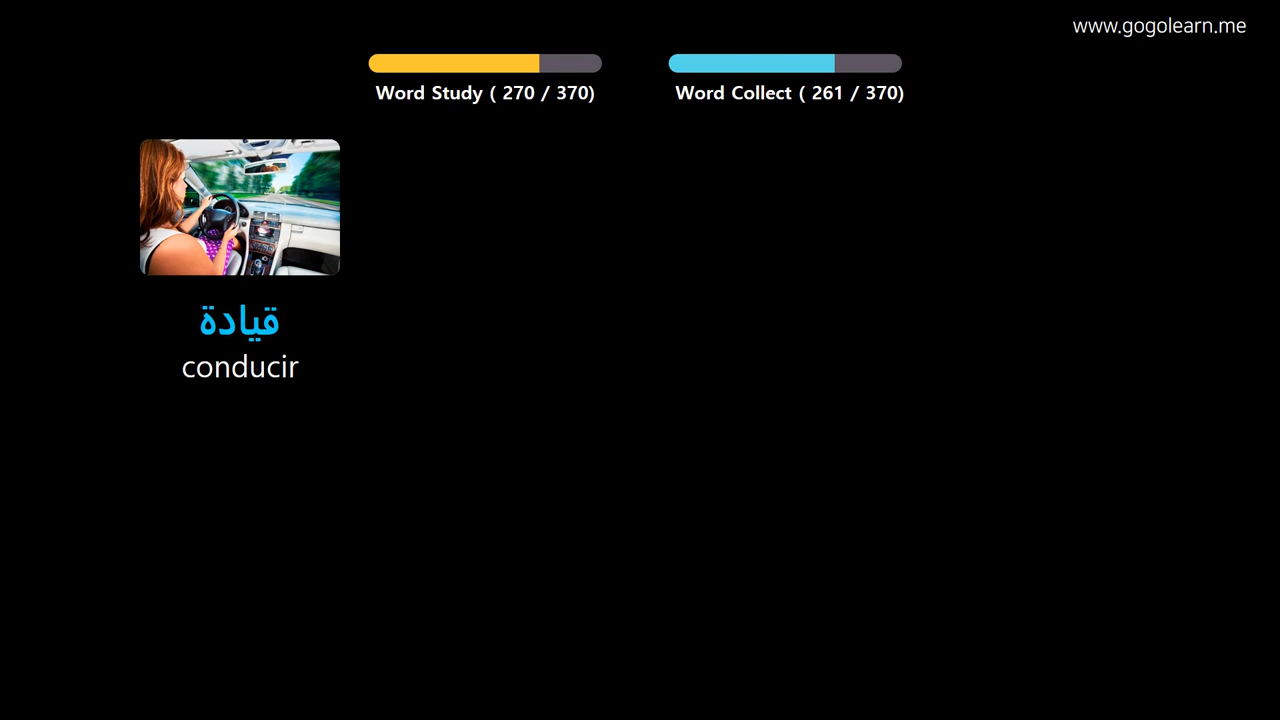 www.gogolearn.me
Word Study ( 270 / 370)
Word Collect ( 261 / 370)
قيادة
conducir